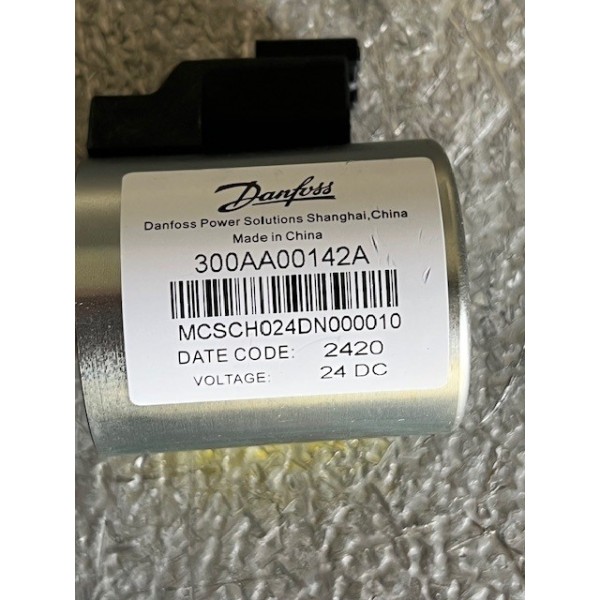 Danfoss
Danfoss Power Solutions Shanghai,China
Made in China
300AA00142A
MCSCH024DN000010
DATE CODE: 2420
VOLTAGE: 24 DC